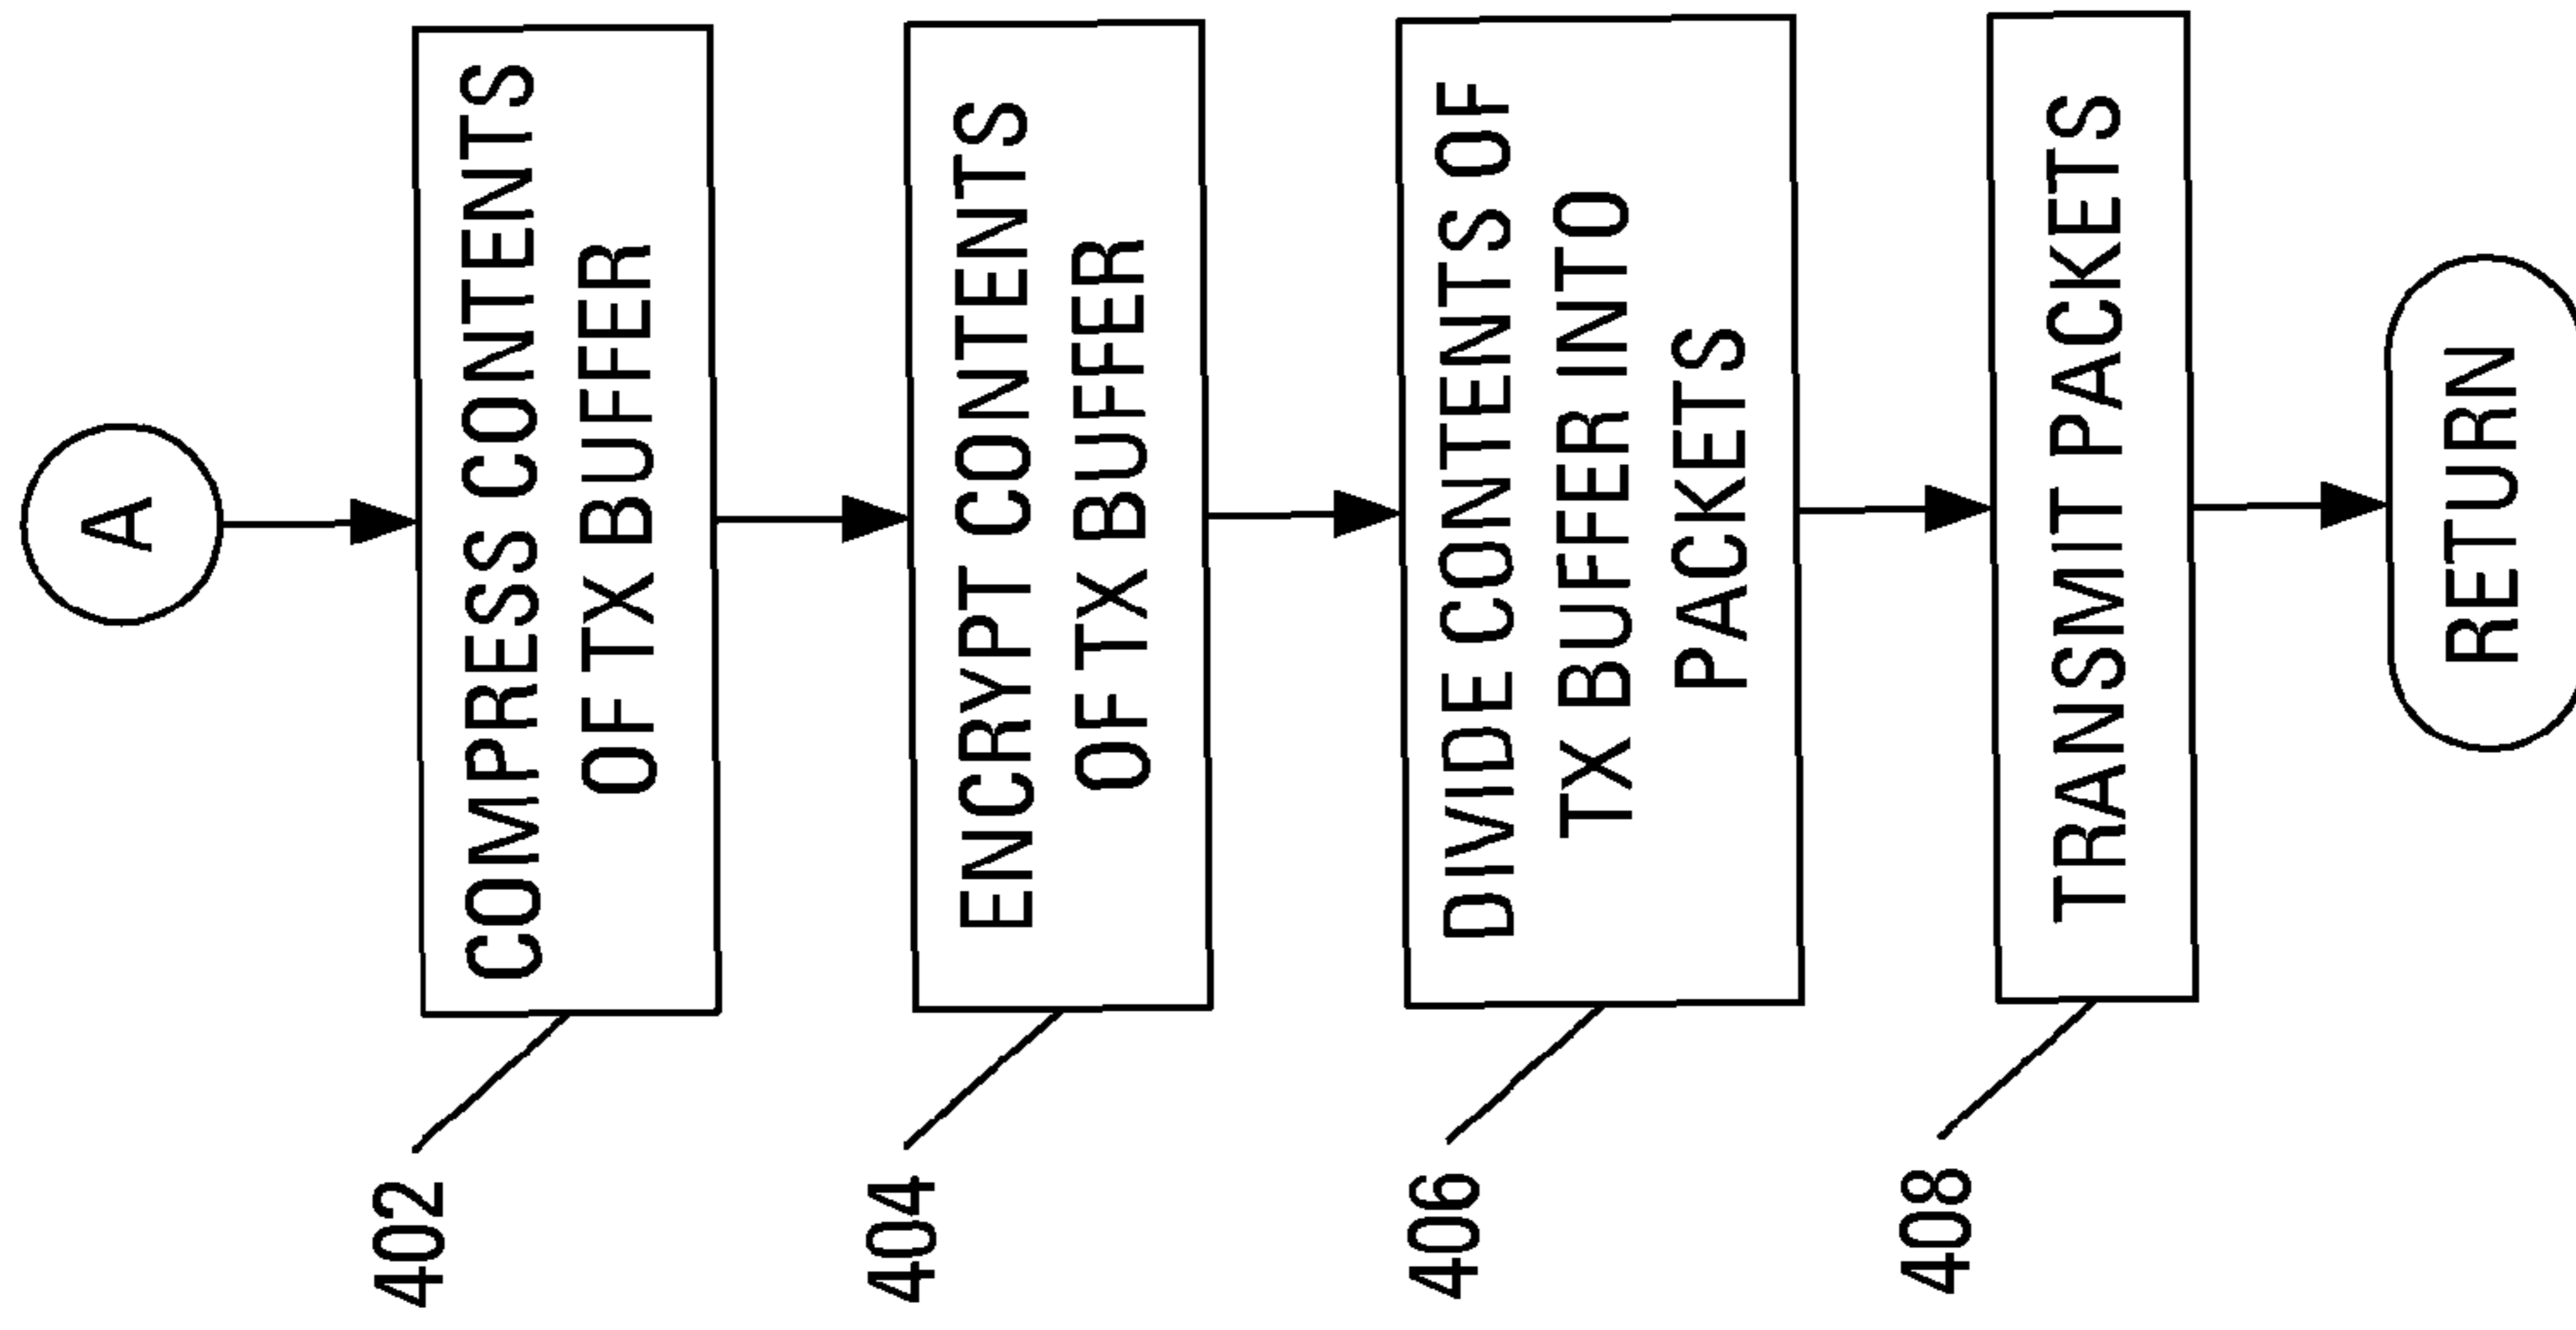 A
402
COMPRESS CONTENTS
OF TX BUFFER
404
ENCRYPT CONTENTS
OF TX BUFFER
406
DIVIDE CONTENTS OF
TX BUFFER INTO
PACKETS
408
TRANSMIT PACKETS
RETURN